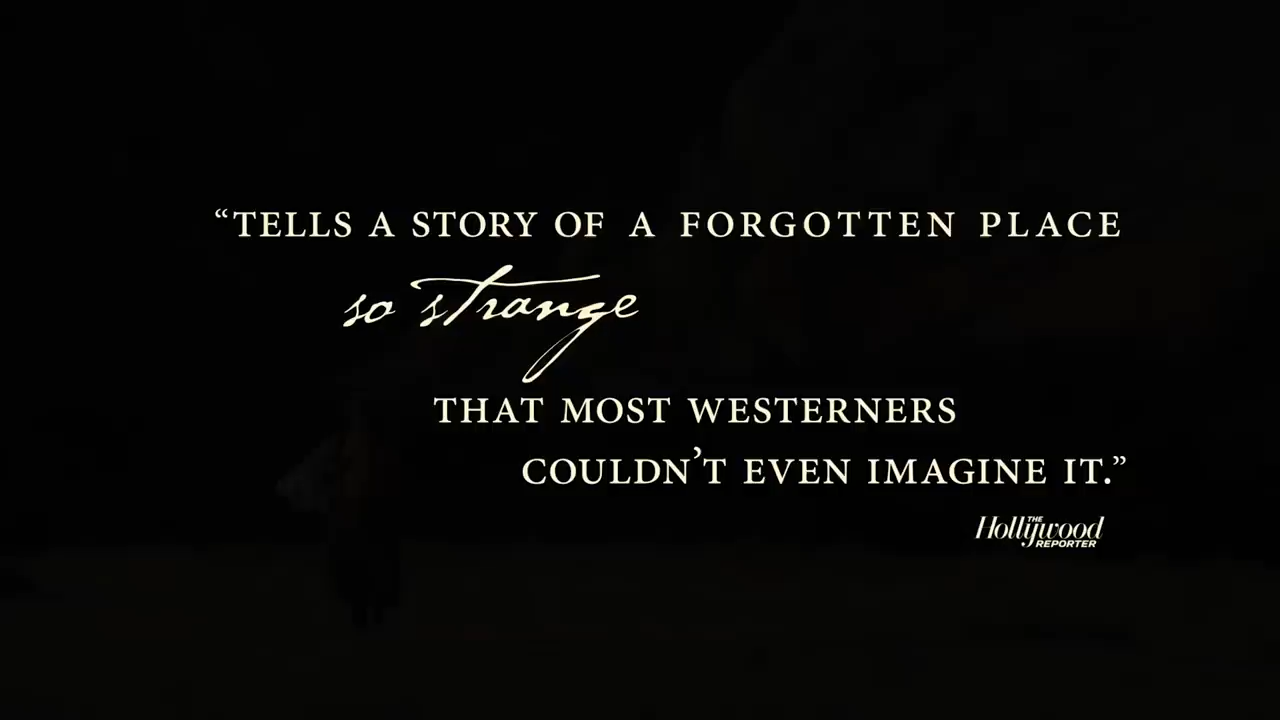 “TELLS A STORY OF A FORGOTTEN PLACE
so strange
THAT MOST WESTERNERS
COULDN’T EVEN IMAGINE IT.”
THE
Hollywood
REPORTER